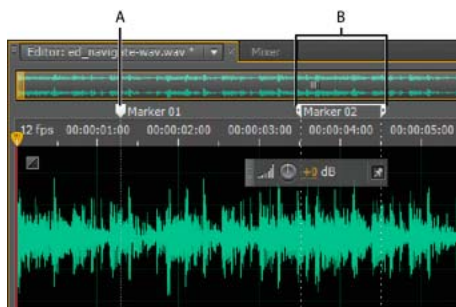 A
B
Editor: ed_navigate-wav.wav *
Mixer
Marker 01
Marker 02
12 fps 00:00:01:00 00:00:02:00 00:00:03:00 00:00:04:00 00:00:05:00
+0 dB